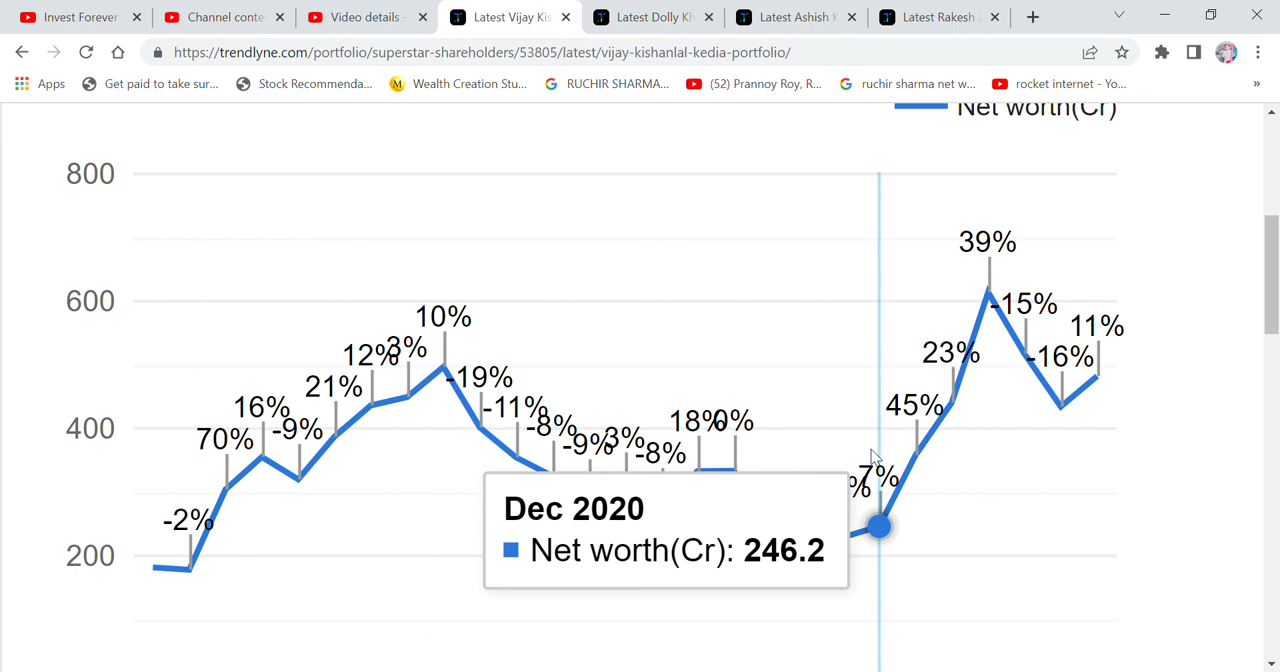 Invest Forever
Channel conte
Video details -
Latest Vijay Kis
Latest Dolly Kh
Latest Ashish K
Latest Rakesh J
https://trendlyne.com/portfolio/superstar-shareholders/53805/latest/vijay-kishanlal-kedia-portfolio/
Apps
Get paid to take sur...
Stock Recommenda...
M
Wealth Creation Stu...
RUCHIR SHARMA...
(52) Prannoy Roy, R...
ruchir sharma net w...
rocket internet - Yo...
»
Net worth(Cr)
800
600
400
200
-2%
70%
16%
-9%
21%
12%
3%
10%
-19%
-11%
-8%
-9%
3%
-8%
18%
0%
%
7%
45%
23%
39%
-15%
-16%
11%
Dec 2020
Net worth(Cr): 246.2